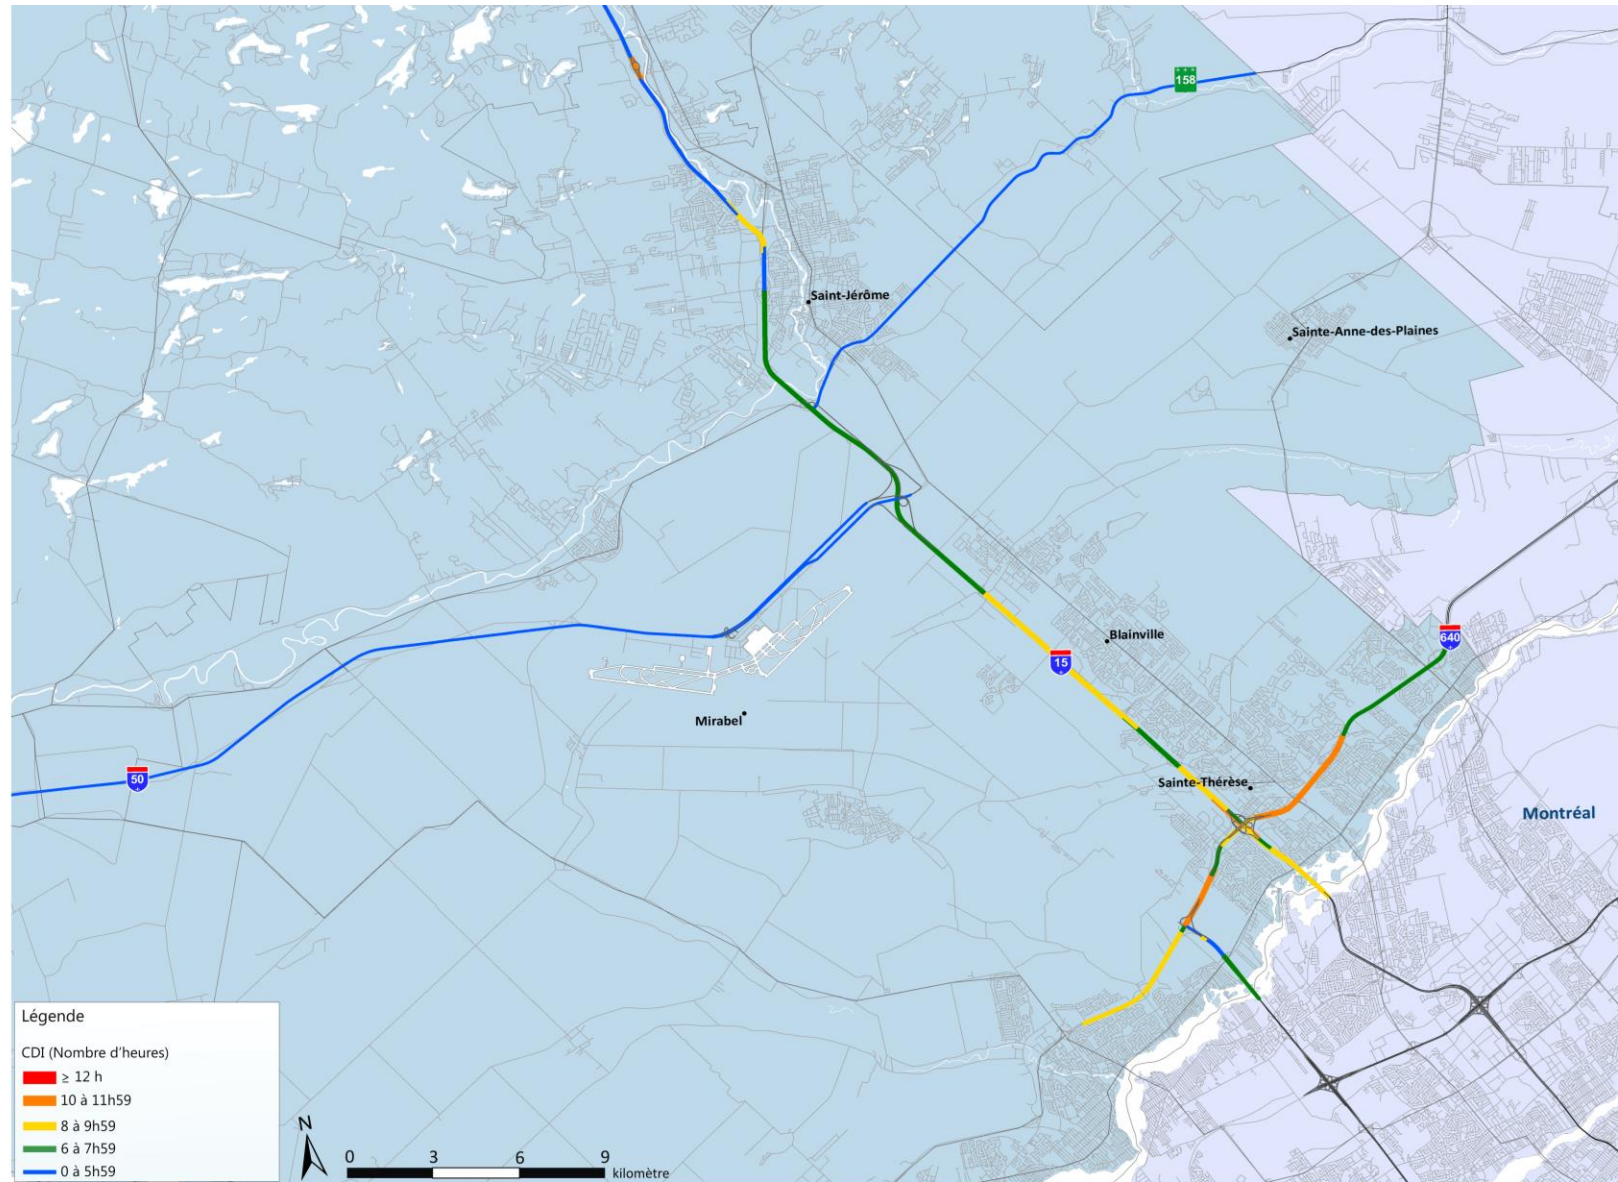 158
Saint-Jérôme
Sainte-Anne-des-Plaines
Blainville
640
15
Mirabel
50
Sainte-Thérèse
Montréal
Légende
CDI (Nombre d'heures)
≥ 12 h
10 à 11h59
8 à 9h59
6 à 7h59
0 à 5h59
N
0 3 6 9
kilomètre